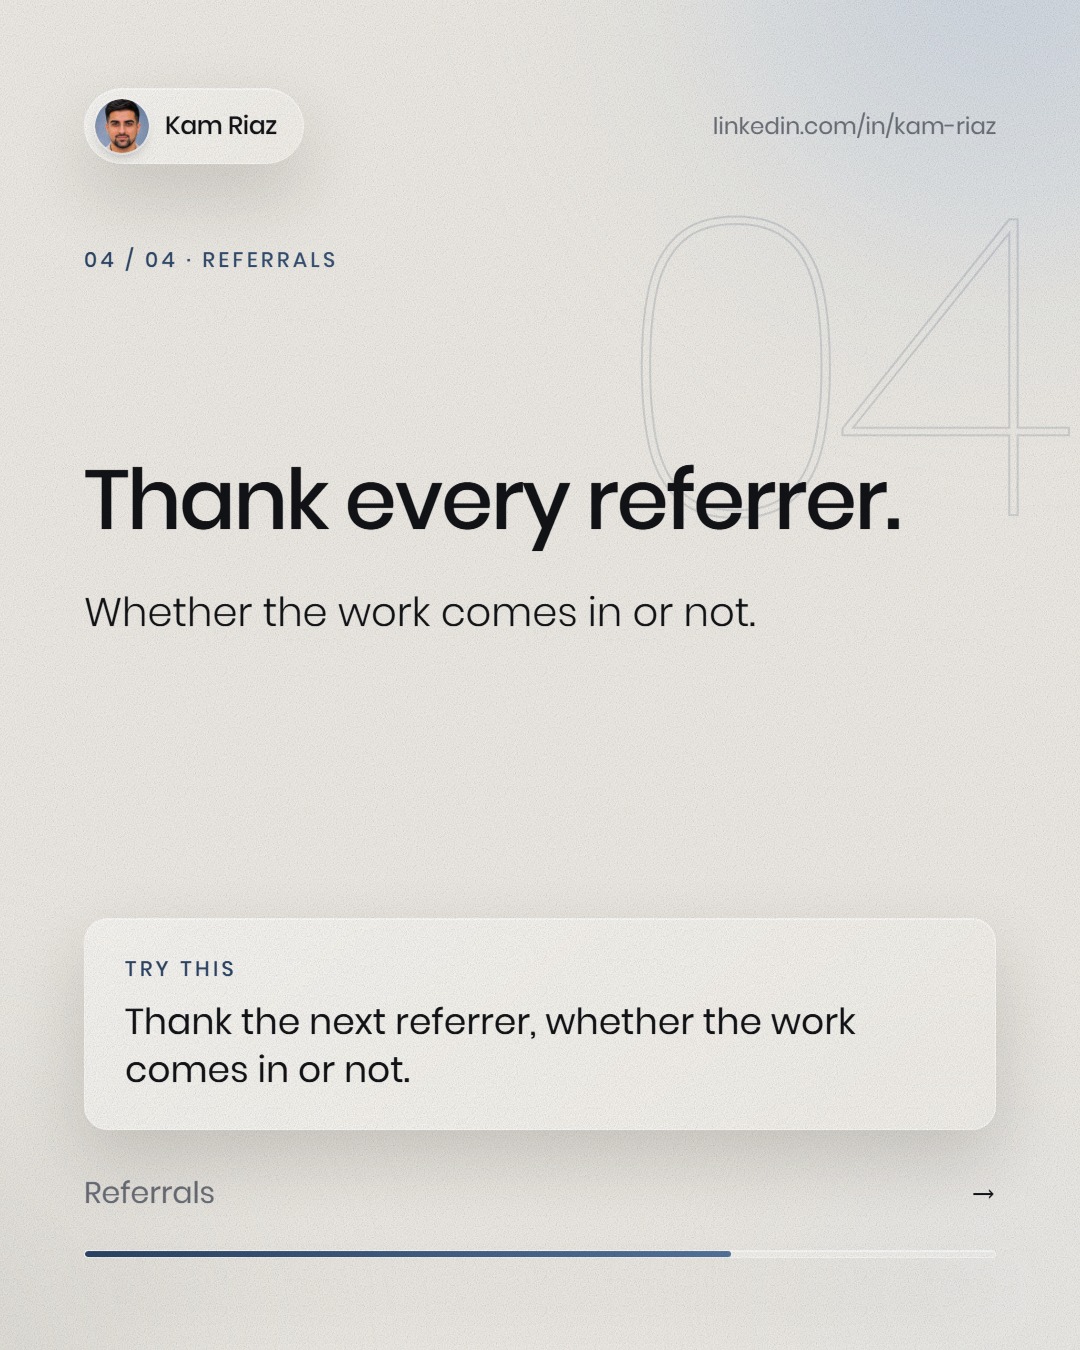 Kam Riaz
linkedin.com/in/kam-riaz
04 / 04 · REFERRALS
04
Thank every referrer.
Whether the work comes in or not.
TRY THIS
Thank the next referrer, whether the work
comes in or not.
Referrals
→